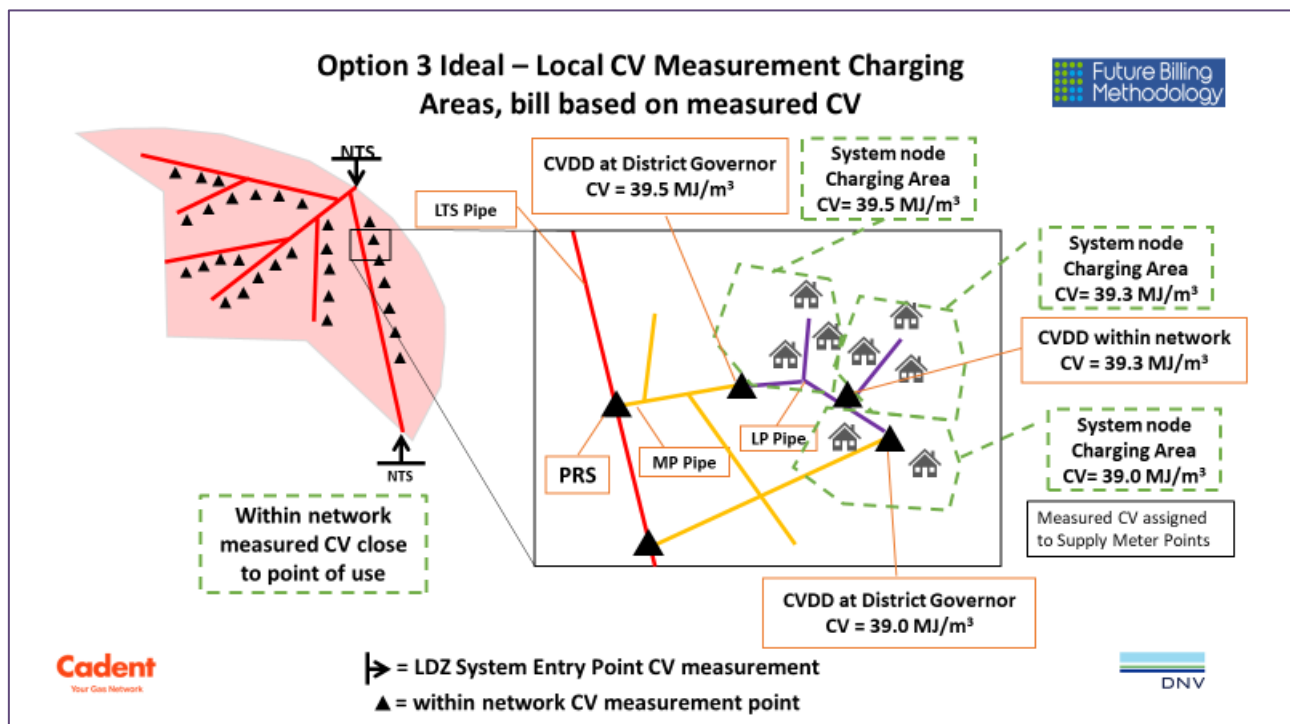 Option 3 Ideal – Local CV Measurement Charging
Areas, bill based on measured CV
Future Billing
Methodology
NTS
LTS Pipe
CVDD at District Governor
CV = 39.5 MJ/m³
System node
Charging Area
CV= 39.5 MJ/m³
System node
Charging Area
CV= 39.3 MJ/m³
CVDD within network
CV = 39.3 MJ/m³
System node
Charging Area
CV= 39.0 MJ/m³
Measured CV assigned
to Supply Meter Points
PRS
MP Pipe
LP Pipe
NTS
Within network
measured CV close
to point of use
CVDD at District Governor
CV = 39.0 MJ/m³
Cadent
Your Gas Network
= LDZ System Entry Point CV measurement
= within network CV measurement point
DNV